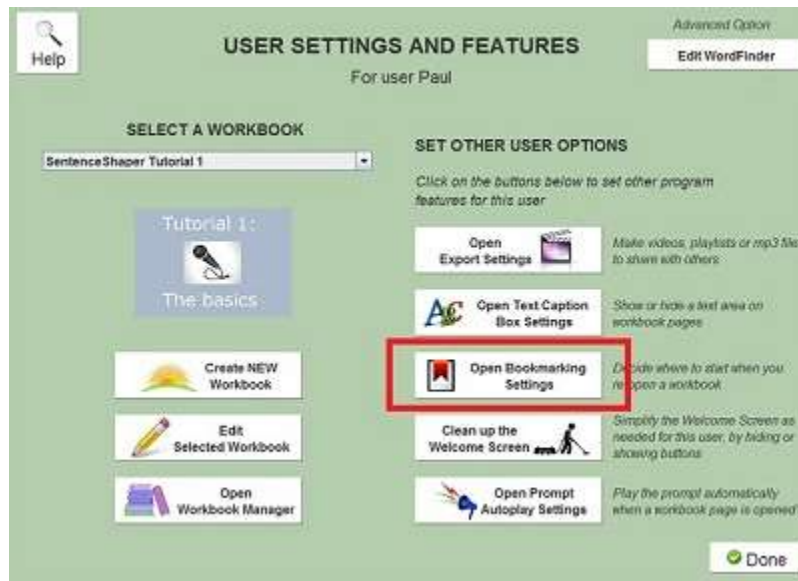 Help
USER SETTINGS AND FEATURES
For user Paul
Advanced Option
Edit WordFinder
SELECT A WORKBOOK
SentenceShaper Tutorial 1
Tutorial 1:
The basics
Create NEW
Workbook
Edit
Selected Workbook
Open
Workbook Manager
SET OTHER USER OPTIONS
Click on the buttons below to set other program
features for this user
Open
Export Settings
Make videos, playlists or mp3 file
to share with others
Open Text Caption
Box Settings
Show or hide a text area on
workbook pages
Open Bookmarking
Settings
Decide where to start when you
re-open a workbook
Clean up the
Welcome Screen
Simplify the Welcome Screen as
needed for this user, by hiding or
showing buttons
Open Prompt
Autoplay Settings
Play the prompt automatically
when a workbook page is opened
Done